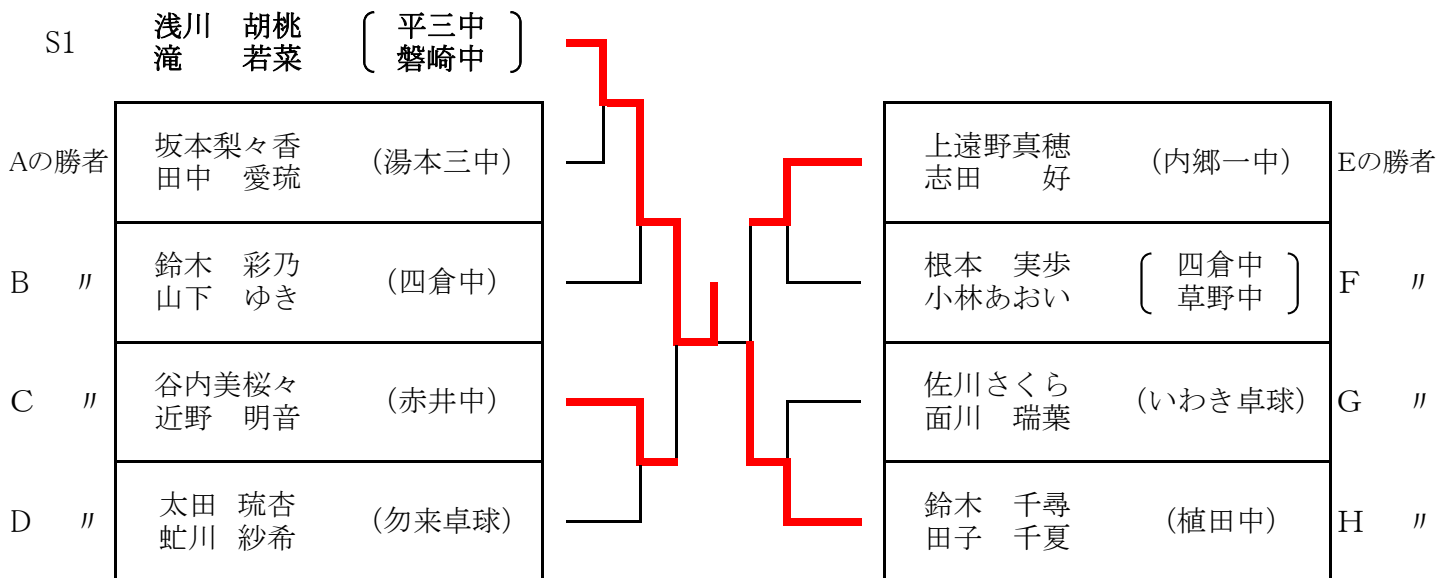 S1 浅川 胡桃 平三中
滝 若菜 磐崎中
Aの勝者 坂本梨々香 (湯本三中)
田中 愛琉
B 〃 鈴木 彩乃 (四倉中)
山下 ゆき
C 〃 谷内美桜々 (赤井中)
近野 明音
D 〃 太田 琉杏 (勿来卓球)
虻川 紗希
上遠野真穂 (内郷一中) Eの勝者
志田 好
根本 実歩 四倉中 F 〃
小林あおい 草野中
佐川さくら (いわき卓球) G 〃
面川 瑞葉
鈴木 千尋 (植田中) H 〃
田子 千夏